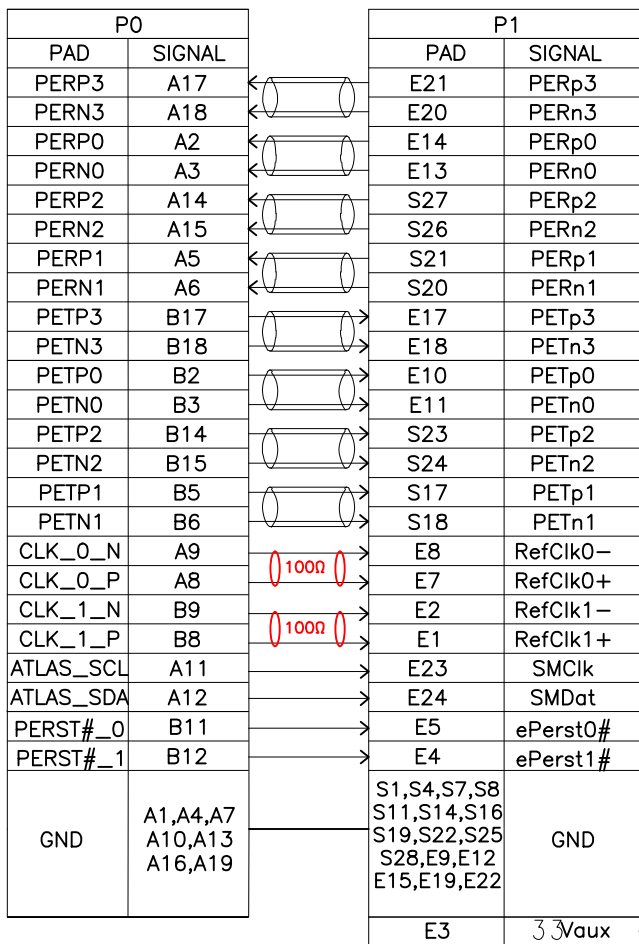 P0 P1
PAD SIGNAL PAD SIGNAL
PERP3 A17 E21 PERp3
PERN3 A18 E20 PERn3
PERP0 A2 E14 PERp0
PERN0 A3 E13 PERn0
PERP2 A14 S27 PERp2
PERN2 A15 S26 PERn2
PERP1 A5 S21 PERp1
PERN1 A6 S20 PERn1
PETP3 B17 E17 PETp3
PETN3 B18 E18 PETn3
PETP0 B2 E10 PETp0
PETN0 B3 E11 PETn0
PETP2 B14 S23 PETp2
PETN2 B15 S24 PETn2
PETP1 B5 S17 PETp1
PETN1 B6 S18 PETn1
CLK_0_N A9 E8 RefClk0-
100Ω
CLK_0_P A8 E7 RefClk0+
CLK_1_N B9 E2 RefClk1-
100Ω
CLK_1_P B8 E1 RefClk1+
ATLAS_SCL A11 E23 SMClk
ATLAS_SDA A12 E24 SMDat
PERST#_0 B11 E5 ePerst0#
PERST#_1 B12 E4 ePerst1#
GND
A1,A4,A7
A10,A13
A16,A19
S1,S4,S7,S8
S11,S14,S16
S19,S22,S25
S28,E9,E12
E15,E19,E22
GND
E3 3 3Vaux